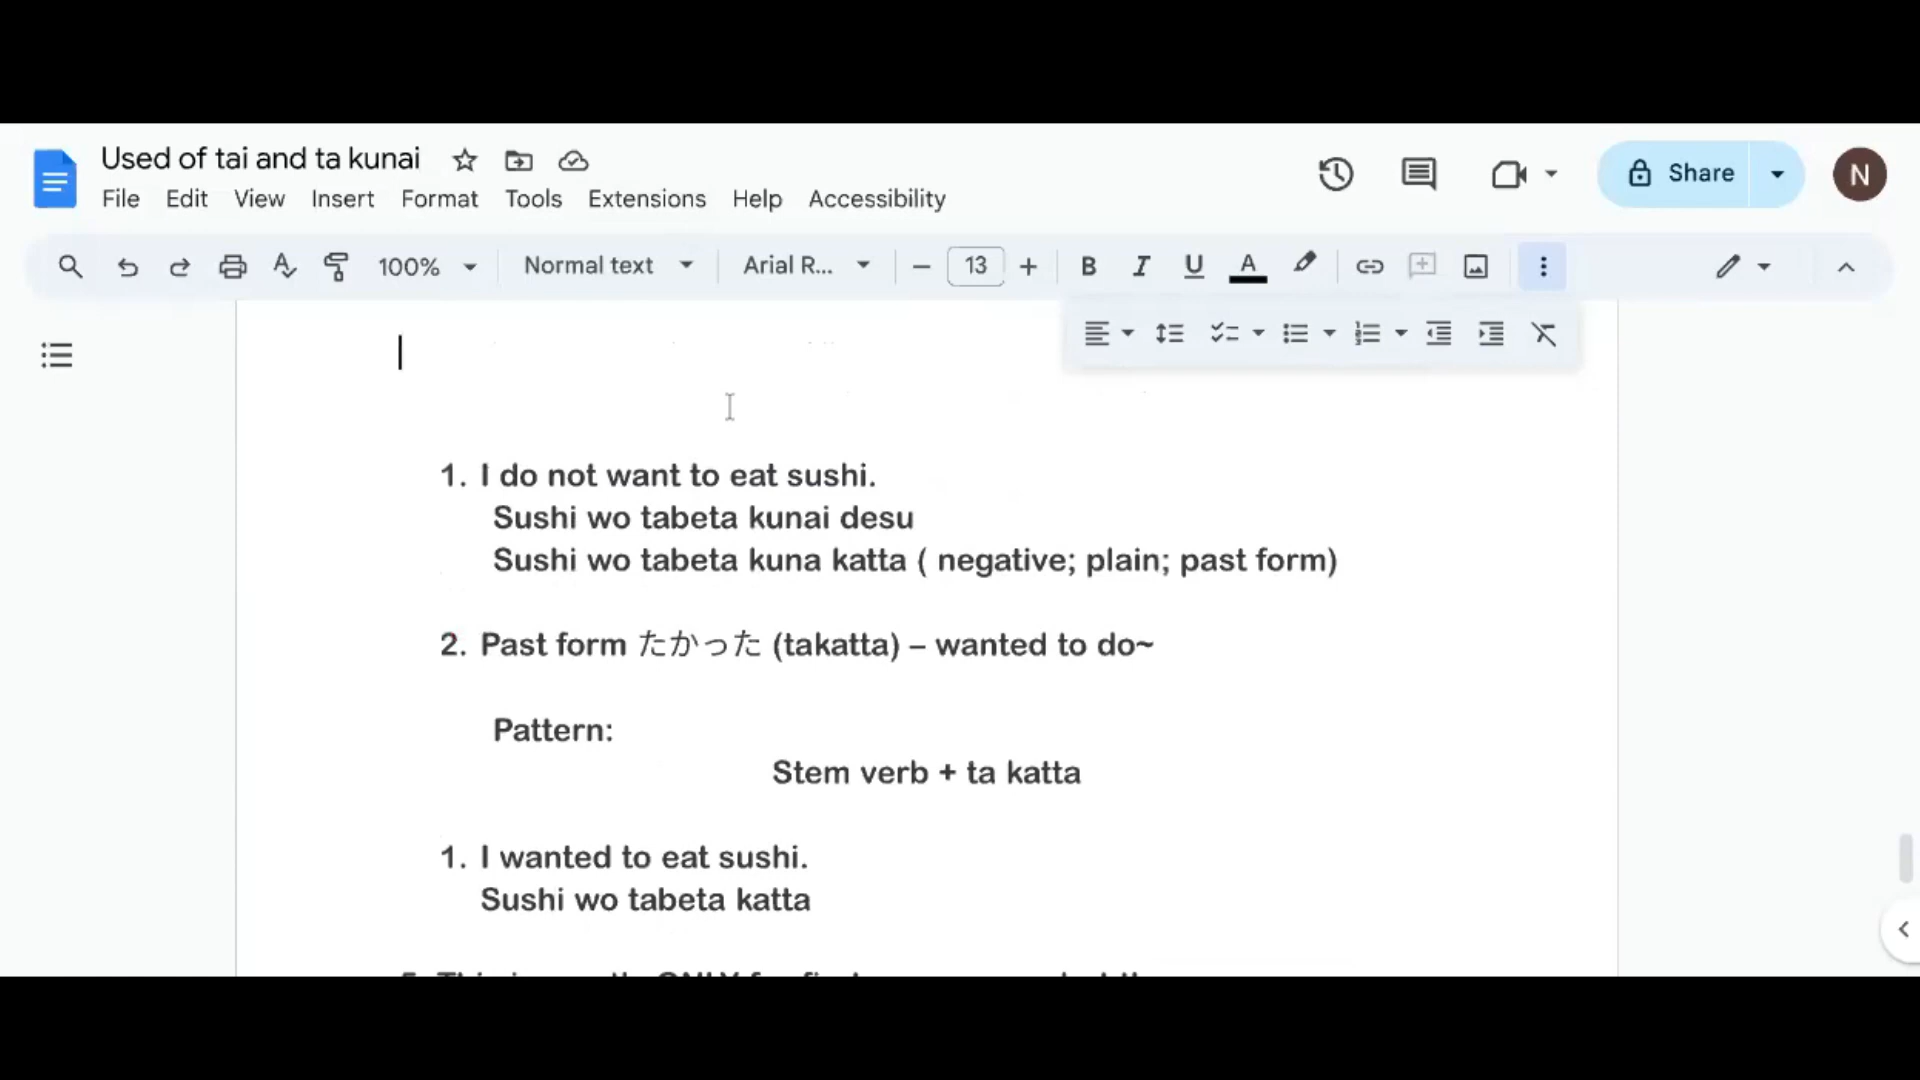 Used of tai and ta kunai
File Edit View Insert Format Tools Extensions Help Accessibility
Share
N
100% Normal text Arial R... 13 B I U A
1. I do not want to eat sushi.
Sushi wo tabeta kunai desu
Sushi wo tabeta kuna katta ( negative; plain; past form)
2. Past form たかった (takatta) – wanted to do~
Pattern:
Stem verb + ta katta
1. I wanted to eat sushi.
Sushi wo tabeta katta